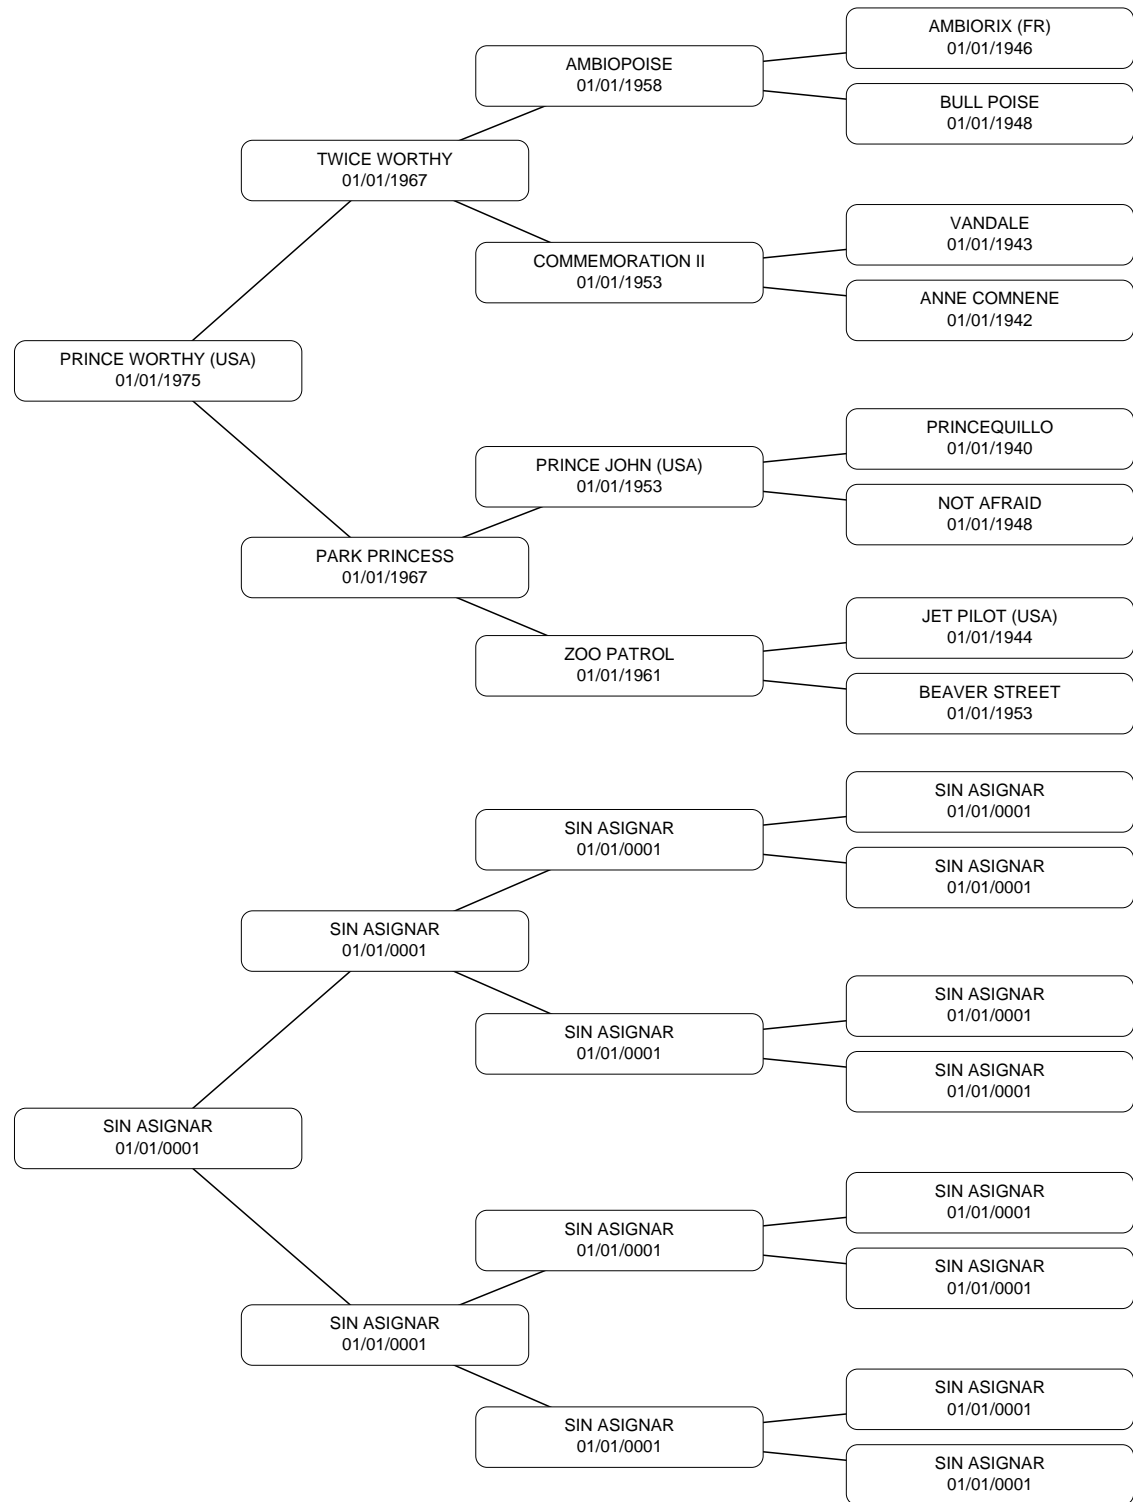 AMBIORIX (FR)
01/01/1946
AMBIOPOISE
01/01/1958
BULL POISE
01/01/1948
TWICE WORTHY
01/01/1967
VANDALE
01/01/1943
COMMEMORATION II
01/01/1953
ANNE COMNENE
01/01/1942
PRINCE WORTHY (USA)
01/01/1975
PRINCEQUILLO
01/01/1940
PRINCE JOHN (USA)
01/01/1953
NOT AFRAID
01/01/1948
PARK PRINCESS
01/01/1967
JET PILOT (USA)
01/01/1944
ZOO PATROL
01/01/1961
BEAVER STREET
01/01/1953
SIN ASIGNAR
01/01/0001
SIN ASIGNAR
01/01/0001
SIN ASIGNAR
01/01/0001
SIN ASIGNAR
01/01/0001
SIN ASIGNAR
01/01/0001
SIN ASIGNAR
01/01/0001
SIN ASIGNAR
01/01/0001
SIN ASIGNAR
01/01/0001
SIN ASIGNAR
01/01/0001
SIN ASIGNAR
01/01/0001
SIN ASIGNAR
01/01/0001
SIN ASIGNAR
01/01/0001
SIN ASIGNAR
01/01/0001
SIN ASIGNAR
01/01/0001
SIN ASIGNAR
01/01/0001